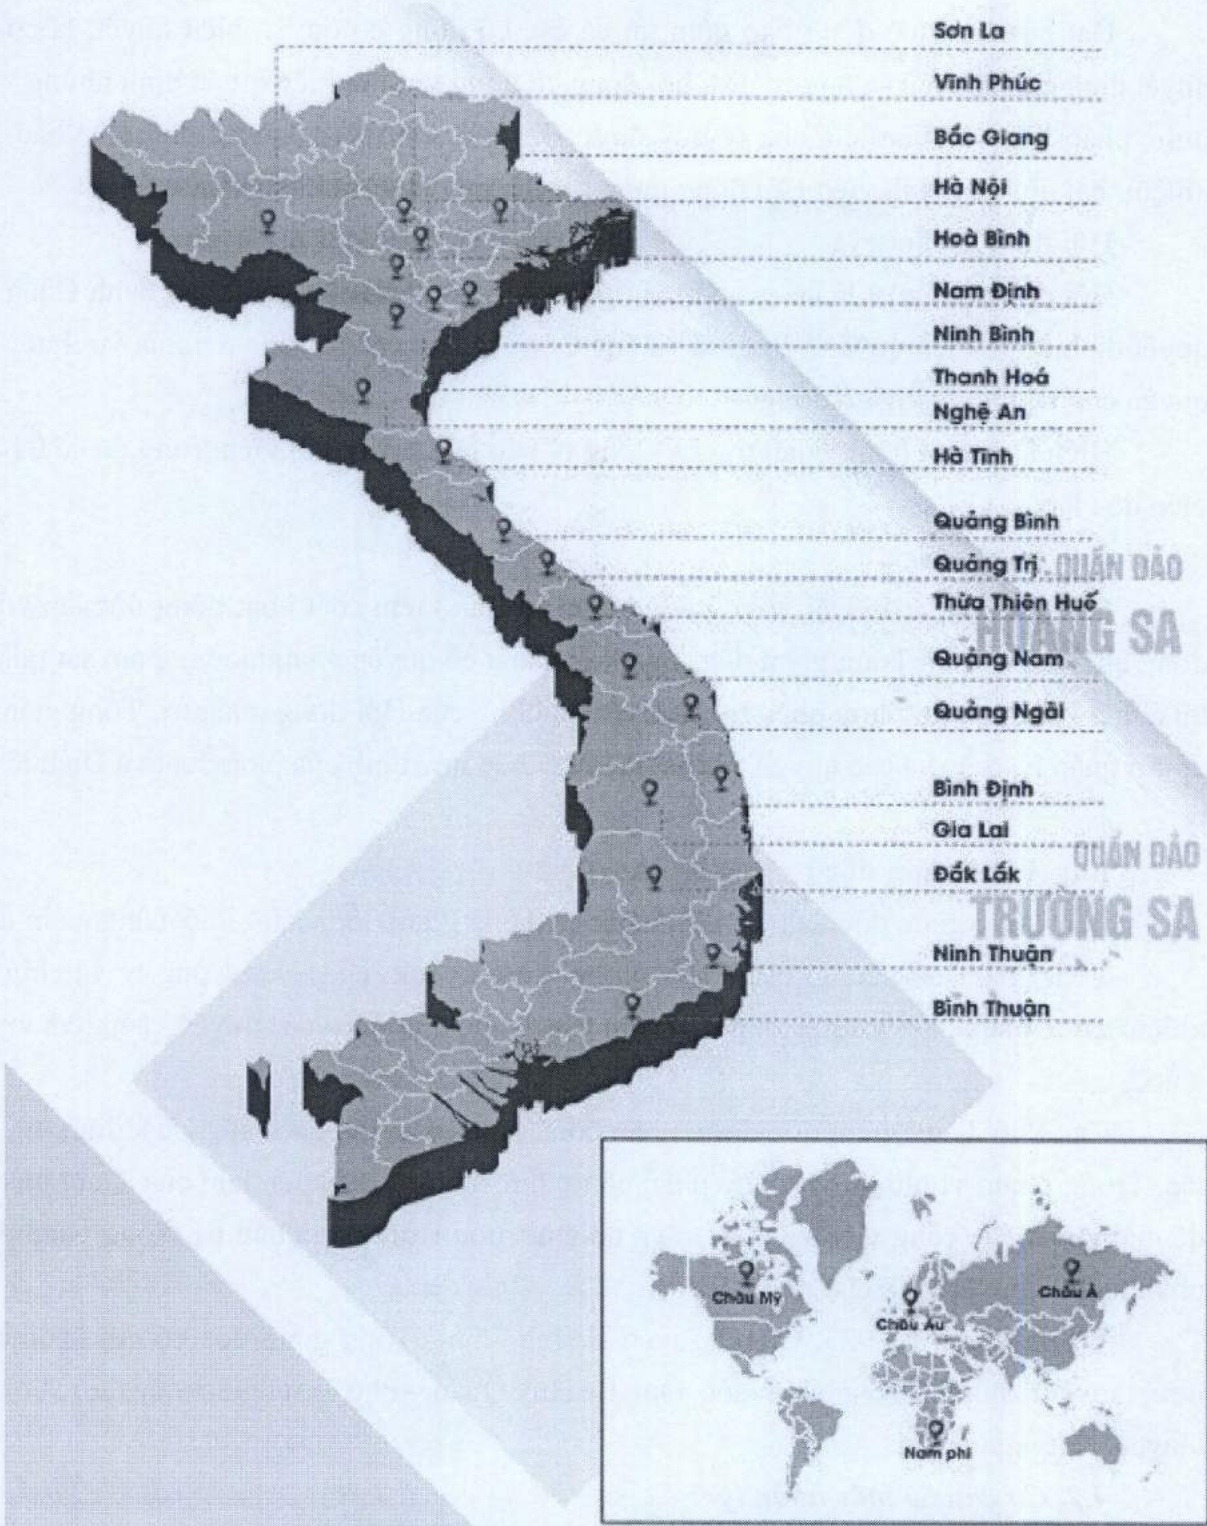 Sơn La
Vĩnh Phúc
Bắc Giang
Hà Nội
Hoà Bình
Nam Định
Ninh Bình
Thanh Hoá
Nghệ An
Hà Tĩnh
Quảng Bình
Quảng Trị
QUẦN ĐẢO
Thừa Thiên Huế
HOÀNG SA
Quảng Nam
Quảng Ngãi
Bình Định
Gia Lai
QUẦN ĐẢO
Đắk Lắk
TRƯỜNG SA
Ninh Thuận
Bình Thuận
Châu Mỹ
Châu Âu
Châu Á
Nam phi